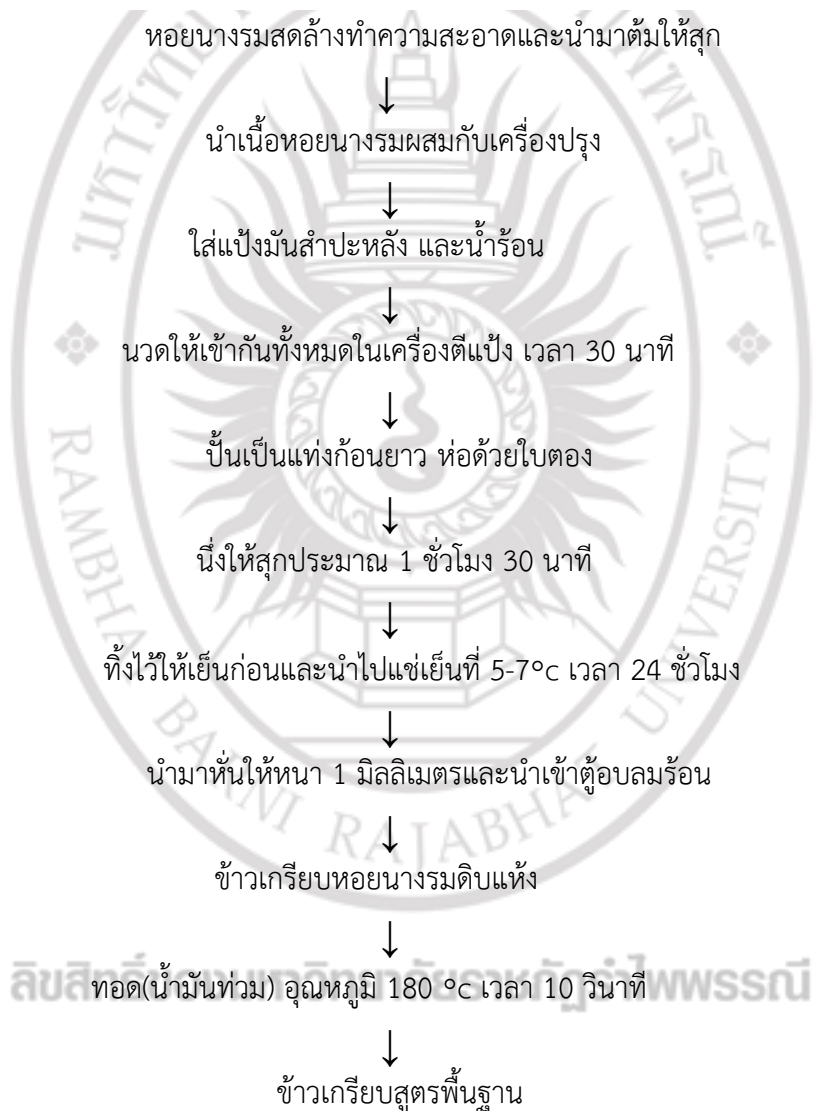 หอยนางรมสดล้างทำความสะอาดและนำมาต้มให้สุก
↓
นำเนื้อหอยนางรมผสมกับเครื่องปรุง
↓
ใส่แป้งมันสำปะหลัง และน้ำร้อน
↓
นวดให้เข้ากันทั้งหมดในเครื่องตีแป้ง เวลา 30 นาที
↓
ปั้นเป็นแท่งก้อนยาว ห่อด้วยใบตอง
↓
นึ่งให้สุกประมาณ 1 ชั่วโมง 30 นาที
↓
ทิ้งไว้ให้เย็นก่อนและนำไปแช่เย็นที่ 5-7°c เวลา 24 ชั่วโมง
↓
นำมาหั่นให้หนา 1 มิลลิเมตรและนำเข้าตู้อบลมร้อน
↓
ข้าวเกรียบหอยนางรมดิบแห้ง
↓
ทอด(น้ำมันท่วม) อุณหภูมิ 180 °c เวลา 10 วินาที
↓
ข้าวเกรียบสูตรพื้นฐาน
RAMBHAI BARNI RAJABHAT UNIVERSITY